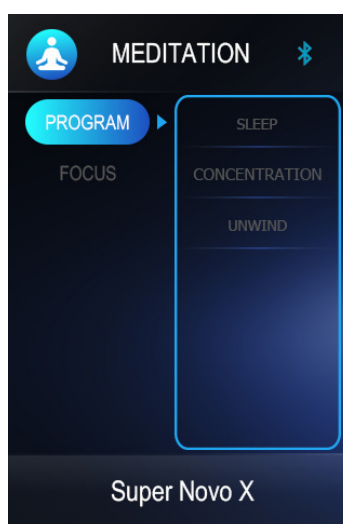 MEDITATION
PROGRAM
FOCUS
SLEEP
CONCENTRATION
UNWIND
Super Novo X